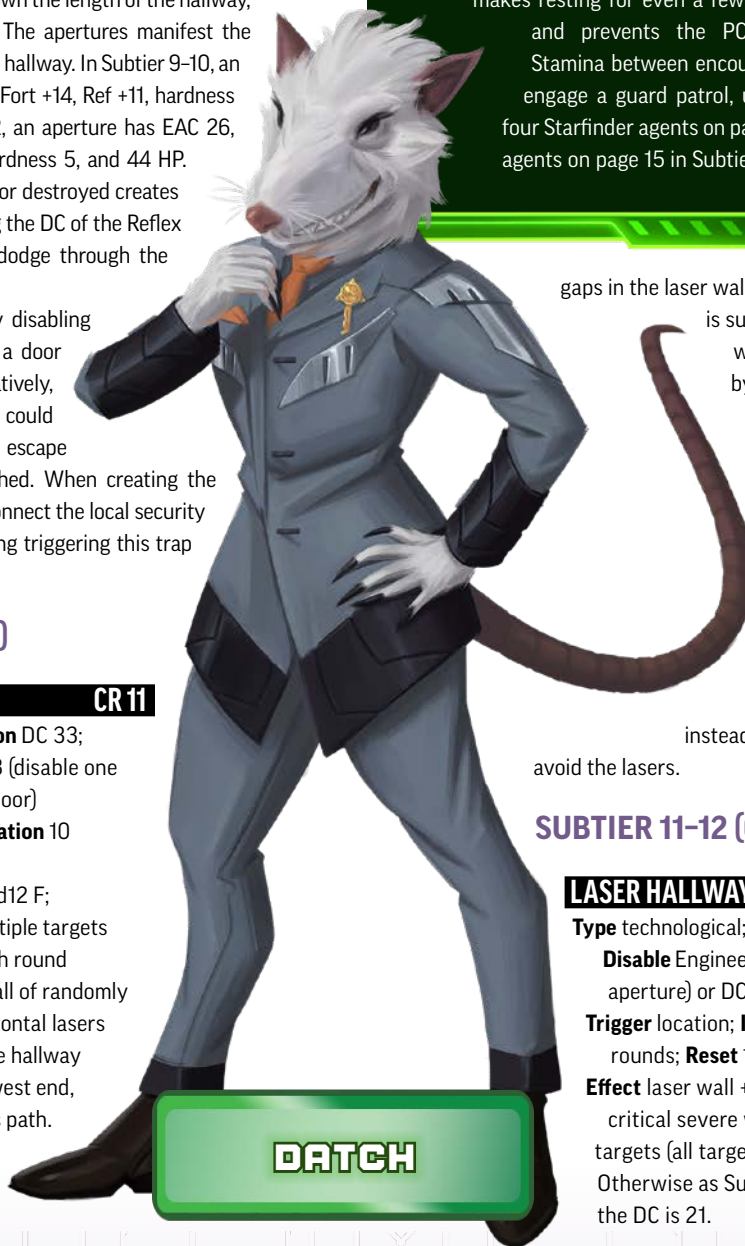 wn the length of the hallway,
The apertures manifest the
hallway. In Subtier 9–10, an
Fort +14, Ref +11, hardness
, an aperture has EAC 26,
rdness 5, and 44 HP.
or destroyed creates
g the DC of the Reflex
dodge through the
y disabling
a door
atively,
could
escape
hed. When creating the
onnect the local security
ng triggering this trap
)
CR 11
on DC 33;
(disable one
oor)
ation 10
d12 F;
tiple targets
h round
all of randomly
ontal lasers
e hallway
west end,
s path.
makes resting for even a few
and prevents the PC
Stamina between encou
engage a guard patrol, u
four Starfinder agents on pa
agents on page 15 in Subtie
gaps in the laser wal
is su
w
by
instead
avoid the lasers.
SUBTIER 11–12 (
LASER HALLWAY
Type technological;
Disable Enginee
aperture) or DC
Trigger location;
rounds; Reset
Effect laser wall +
critical severe
targets (all targe
Otherwise as Su
the DC is 21.
DATCH